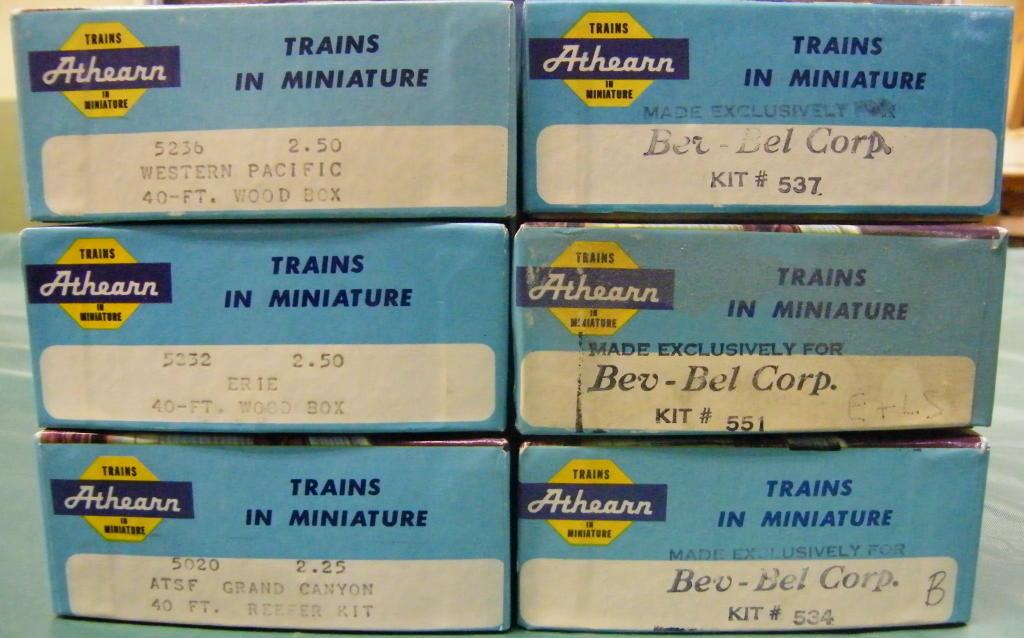 TRAINS
Athearn
IN
MINIATURE
TRAINS
IN MINIATURE
5236 2.50
WESTERN PACIFIC
40-FT. WOOD BOX
TRAINS
Athearn
IN
MINIATURE
TRAINS
IN MINIATURE
MADE EXCLUSIVELY FOR
Bev-Bel Corp.
KIT # 537
TRAINS
Athearn
IN
MINIATURE
TRAINS
IN MINIATURE
5232 2.50
ERIE
40-FT. WOOD BOX
TRAINS
Athearn
IN
MINIATURE
TRAINS
IN MINIATURE
MADE EXCLUSIVELY FOR
Bev-Bel Corp.
E+LS
KIT # 551
TRAINS
Athearn
IN
MINIATURE
TRAINS
IN MINIATURE
5020 2.25
ATSF GRAND CANYON
40 FT. REEFER KIT
TRAINS
Athearn
IN
MINIATURE
TRAINS
IN MINIATURE
MADE EXCLUSIVELY FOR
Bev-Bel Corp.
B
KIT # 534